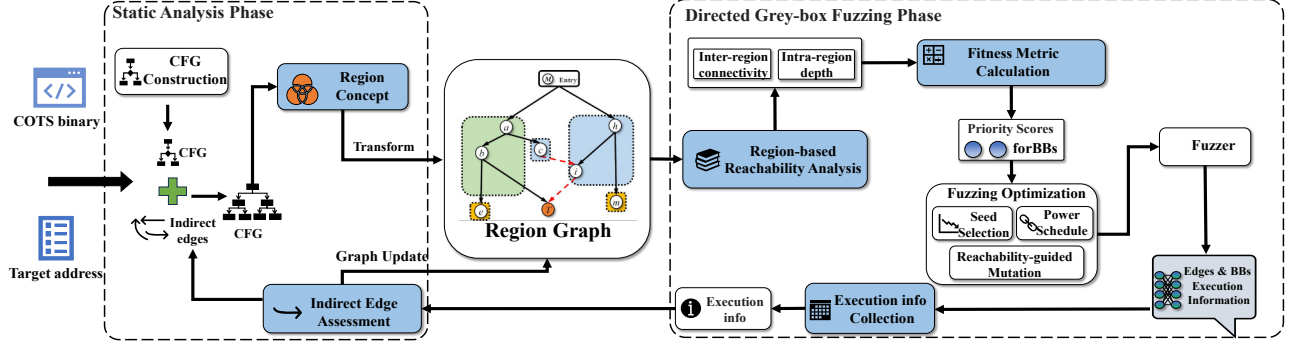 Static Analysis Phase
CFG
Construction
COTS binary
CFG
Region
Concept
Transform
Indirect
edges
CFG
Target address
Graph Update
Indirect Edge
Assessment
M Entry
a
h
b
c
i
e
T
m
Region Graph
Directed Grey-box Fuzzing Phase
Inter-region
connectivity
Intra-region
depth
Fitness Metric
Calculation
Region-based
Reachability Analysis
Priority Scores
forBBs
Fuzzer
Fuzzing Optimization
Seed
Selection
Power
Schedule
Reachability-guided
Mutation
Edges & BBs
Execution
Information
Execution info
Collection
Execution
info